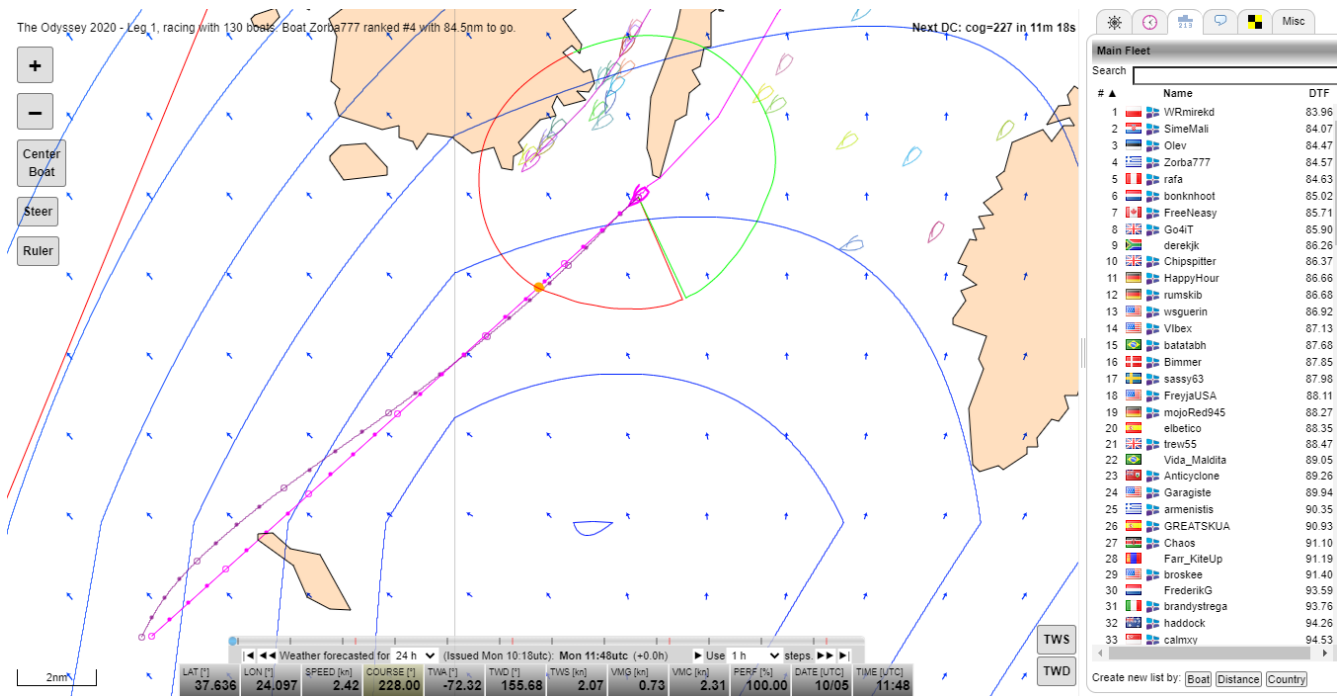 The Odyssey 2020 - Leg 1, racing with 130 boats. Boat Zorba777 ranked #4 with 84.5nm to go.
Next DC: cog=227 in 11m 18s
+
−
Center
Boat
Steer
Ruler
2nm
Weather forecasted for 24 h (Issued Mon 10:18utc): Mon 11:48utc (+0.0h) Use 1 h steps.
TWS
TWD
LAT [°] LON [°] SPEED [kn] COURSE [°] TWA [°] TWD [°] TWS [kn] VMG [kn] VMC [kn] PERF [%] DATE [UTC] TIME [UTC]
37.636 24.097 2.42 228.00 -72.32 155.68 2.07 0.73 2.31 100.00 10/05 11:48
213
Misc
Main Fleet
Search
# ▲ Name DTF
1 WRmirekd 83.96
2 SimeMali 84.07
3 Olev 84.47
4 Zorba777 84.57
5 rafa 84.63
6 bonknhoot 85.02
7 FreeNeasy 85.71
8 Go4iT 85.90
9 derekjk 86.26
10 Chipspitter 86.37
11 HappyHour 86.66
12 rumskib 86.68
13 wsguerin 86.92
14 VIbex 87.13
15 batatabh 87.68
16 Bimmer 87.85
17 sassy63 87.98
18 FreyjaUSA 88.11
19 mojoRed945 88.27
20 elbetico 88.35
21 trew55 88.47
22 Vida_Maldita 89.05
23 Anticyclone 89.26
24 Garagiste 89.94
25 armenistis 90.35
26 GREATSKUA 90.93
27 Chaos 91.10
28 Farr_KiteUp 91.19
29 broskee 91.40
30 FrederikG 93.59
31 brandystrega 93.76
32 haddock 94.26
33 calmxy 94.53
Create new list by: Boat Distance Country